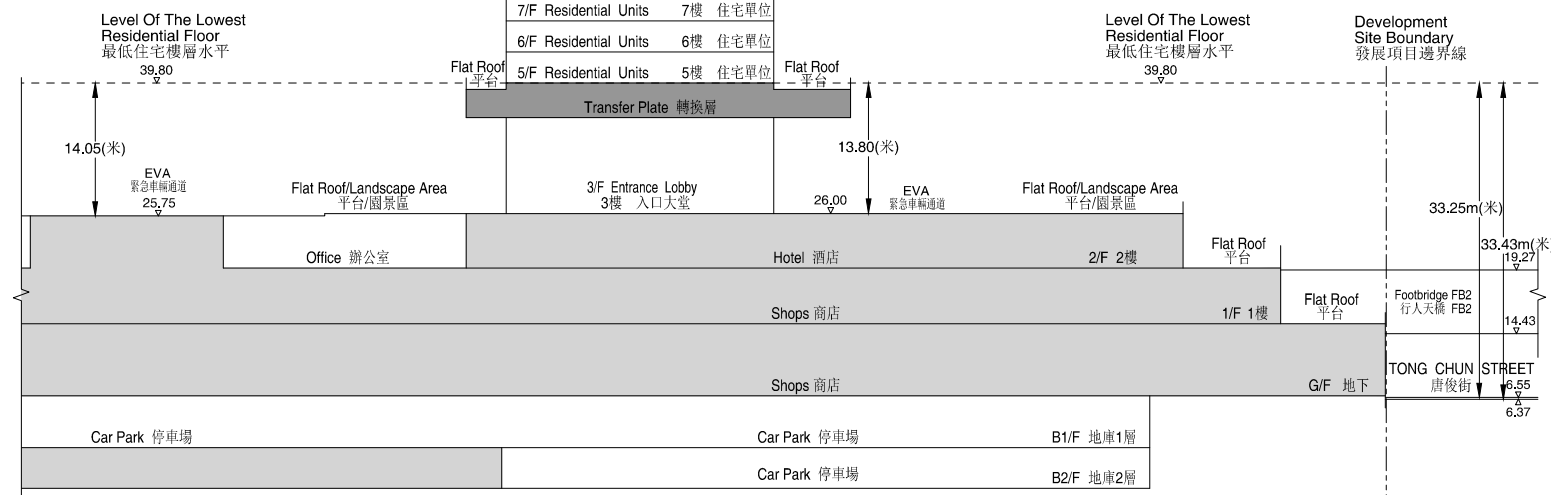 7/F Residential Units 7樓 住宅單位
6/F Residential Units 6樓 住宅單位
5/F Residential Units 5樓 住宅單位
Level Of The Lowest
Residential Floor
最低住宅樓層水平
39.80
Flat Roof
平台
Flat Roof
平台
Level Of The Lowest
Residential Floor
最低住宅樓層水平
39.80
Development
Site Boundary
發展項目邊界線
Transfer Plate 轉換層
14.05(米)
13.80(米)
EVA
緊急車輛通道
25.75
Flat Roof/Landscape Area
平台/園景區
3/F Entrance Lobby
3樓 入口大堂
26.00
EVA
緊急車輛通道
Flat Roof/Landscape Area
平台/園景區
33.25m(米)
33.43m(米)
19.27
Flat Roof
平台
Office 辦公室
Hotel 酒店
2/F 2樓
Footbridge FB2
行人天橋 FB2
Flat Roof
平台
Shops 商店
1/F 1樓
14.43
TONG CHUN STREET
唐俊街
6.55
6.37
Shops 商店
G/F 地下
Car Park 停車場
Car Park 停車場
B1/F 地庫1層
Car Park 停車場
B2/F 地庫2層